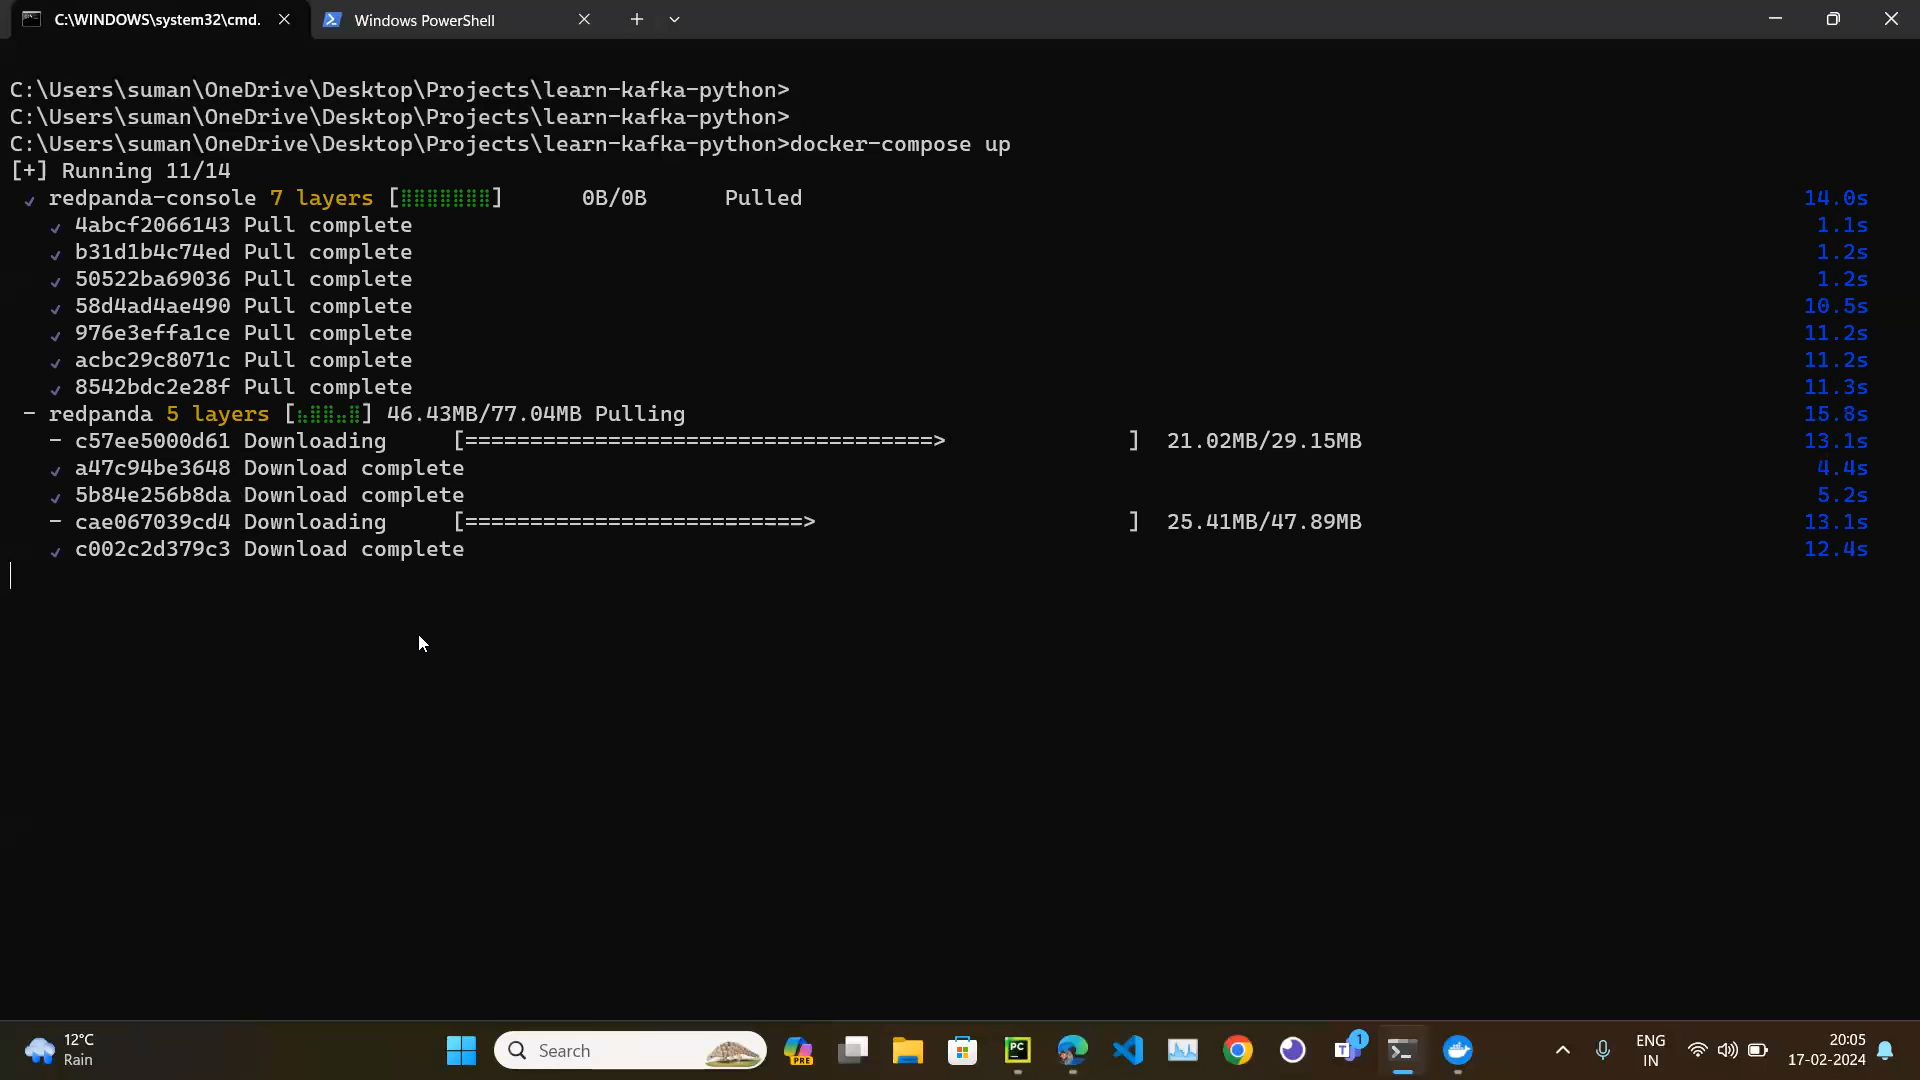 C:\WINDOWS\system32\cmd.
Windows PowerShell
C:\Users\suman\OneDrive\Desktop\Projects\learn-kafka-python>
C:\Users\suman\OneDrive\Desktop\Projects\learn-kafka-python>
C:\Users\suman\OneDrive\Desktop\Projects\learn-kafka-python>docker-compose up
[+] Running 11/14
✓ redpanda-console 7 layers [⣿⣿⣿⣿⣿⣿⣿] 0B/0B Pulled 14.0s
✓ 4abcf2066143 Pull complete 1.1s
✓ b31d1b4c74ed Pull complete 1.2s
✓ 50522ba69036 Pull complete 1.2s
✓ 58d4ad4ae490 Pull complete 10.5s
✓ 976e3effa1ce Pull complete 11.2s
✓ acbc29c8071c Pull complete 11.2s
✓ 8542bdc2e28f Pull complete 11.3s
- redpanda 5 layers [⣦⣿⣿⣤⣿] 46.43MB/77.04MB Pulling 15.8s
- c57ee5000d61 Downloading [====================================> ] 21.02MB/29.15MB 13.1s
✓ a47c94be3648 Download complete 4.4s
✓ 5b84e256b8da Download complete 5.2s
- cae067039cd4 Downloading [==========================> ] 25.41MB/47.89MB 13.1s
✓ c002c2d379c3 Download complete 12.4s
12°C
Rain
Search
PRE
PC
T
1
ENG
IN
20:05
17-02-2024